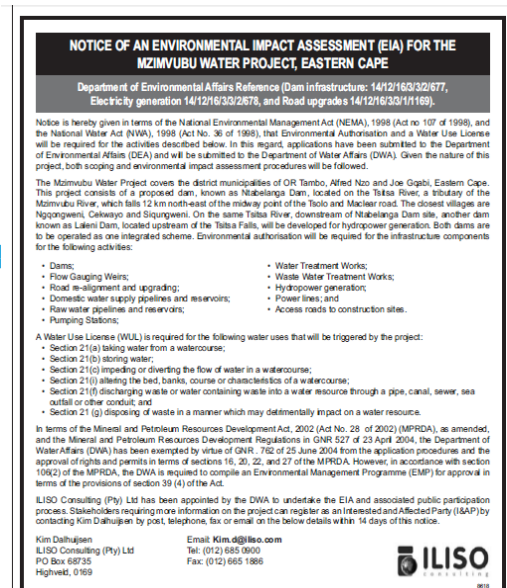 NOTICE OF AN ENVIRONMENTAL IMPACT ASSESSMENT (EIA) FOR THE
MZIMVUBU WATER PROJECT, EASTERN CAPE
Department of Environmental Affairs Reference (Dam infrastructure: 14/12/16/3/3/2/677,
Electricity generation 14/12/16/3/3/2/678, and Road upgrades 14/12/16/3/3/1/1169).
Notice is hereby given in terms of the National Environmental Management Act (NEMA), 1998 (Act no 107 of 1998), and
the National Water Act (NWA), 1998 (Act No. 36 of 1998), that Environmental Authorisation and a Water Use License
will be required for the activities described below. In this regard, applications have been submitted to the Department
of Environmental Affairs (DEA) and will be submitted to the Department of Water Affairs (DWA). Given the nature of this
project, both scoping and environmental impact assessment procedures will be followed.
The Mzimvubu Water Project covers the district municipalities of OR Tambo, Alfred Nzo and Joe Gqabi, Eastern Cape.
This project consists of a proposed dam, known as Ntabelanga Dam, located on the Tsitsa River, a tributary of the
Mzimvubu River, which falls 12 km north-east of the midway point of the Tsolo and Maclear road. The closest villages are
Ngqongweni, Cekwayo and Siqungweni. On the same Tsitsa River, downstream of Ntabelanga Dam site, another dam
known as Laleni Dam, located upstream of the Tsitsa Falls, will be developed for hydropower generation. Both dams are
to be operated as one integrated scheme. Environmental authorisation will be required for the infrastructure components
for the following activities:
• Dams;
• Flow Gauging Weirs;
• Road re-alignment and upgrading;
• Domestic water supply pipelines and reservoirs;
• Raw water pipelines and reservoirs;
• Pumping Stations;
• Water Treatment Works;
• Waste Water Treatment Works;
• Hydropower generation;
• Power lines; and
• Access roads to construction sites.
A Water Use License (WUL) is required for the following water uses that will be triggered by the project:
• Section 21(a) taking water from a watercourse;
• Section 21(b) storing water;
• Section 21(c) impeding or diverting the flow of water in a watercourse;
• Section 21(i) altering the bed, banks, course or characteristics of a watercourse;
• Section 21(f) discharging waste or water containing waste into a water resource through a pipe, canal, sewer, sea
outfall or other conduit; and
• Section 21 (g) disposing of waste in a manner which may detrimentally impact on a water resource.
In terms of the Mineral and Petroleum Resources Development Act, 2002 (Act No. 28 of 2002) (MPRDA), as amended,
and the Mineral and Petroleum Resources Development Regulations in GNR 527 of 23 April 2004, the Department of
Water Affairs (DWA) has been exempted by virtue of GNR . 762 of 25 June 2004 from the application procedures and the
approval of rights and permits in terms of sections 16, 20, 22, and 27 of the MPRDA. However, in accordance with section
106(2) of the MPRDA, the DWA is required to compile an Environmental Management Programme (EMP) for approval in
terms of the provisions of section 39 (4) of the Act.
ILISO Consulting (Pty) Ltd has been appointed by the DWA to undertake the EIA and associated public participation
process. Stakeholders requiring more information on the project can register as an Interested and Affected Party (I&AP) by
contacting Kim Dalhuijsen by post, telephone, fax or email on the below details within 14 days of this notice.
Kim Dalhuijsen
ILISO Consulting (Pty) Ltd
PO Box 68735
Highveld, 0169
Email: Kim.d@iliso.com
Tel: (012) 685 0900
Fax: (012) 665 1886
ILISO
consulting
9618